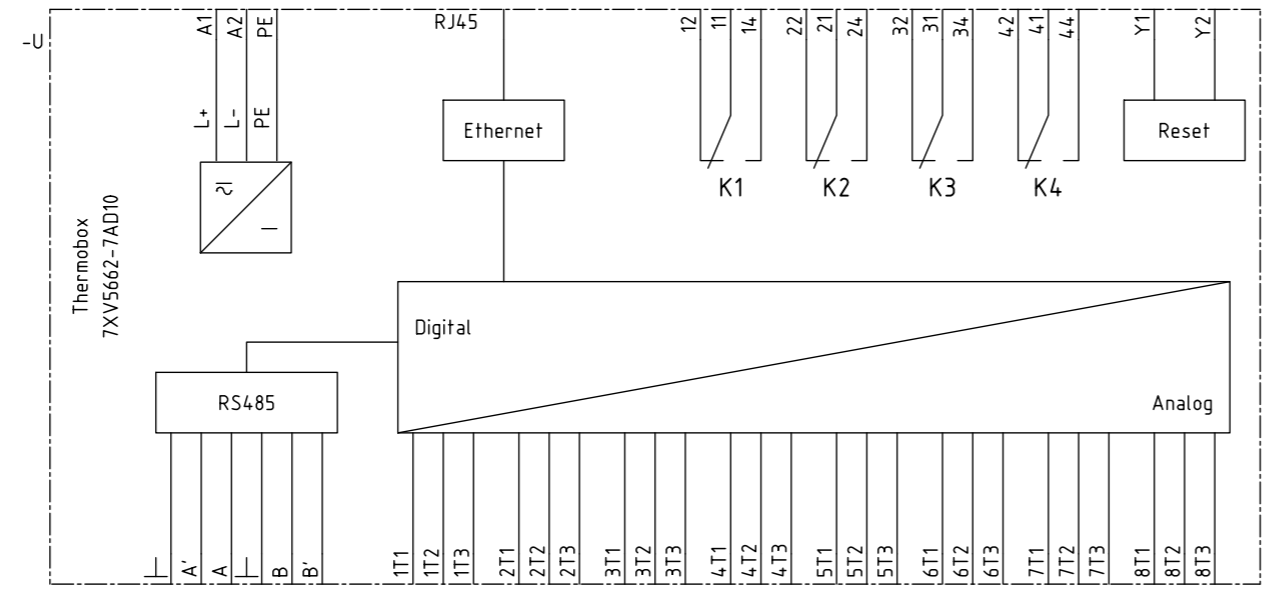 -U
A1 A2 PE
RJ45
12 11 14 22 21 24 32 31 34 42 41 44
Y1 Y2
L+ L- PE
Ethernet
Reset
K1 K2 K3 K4
Thermobox
7XV5662-7AD10
Digital
RS485
Analog
A' A B B'
1T1 1T2 1T3 2T1 2T2 2T3 3T1 3T2 3T3 4T1 4T2 4T3 5T1 5T2 5T3 6T1 6T2 6T3 7T1 7T2 7T3 8T1 8T2 8T3